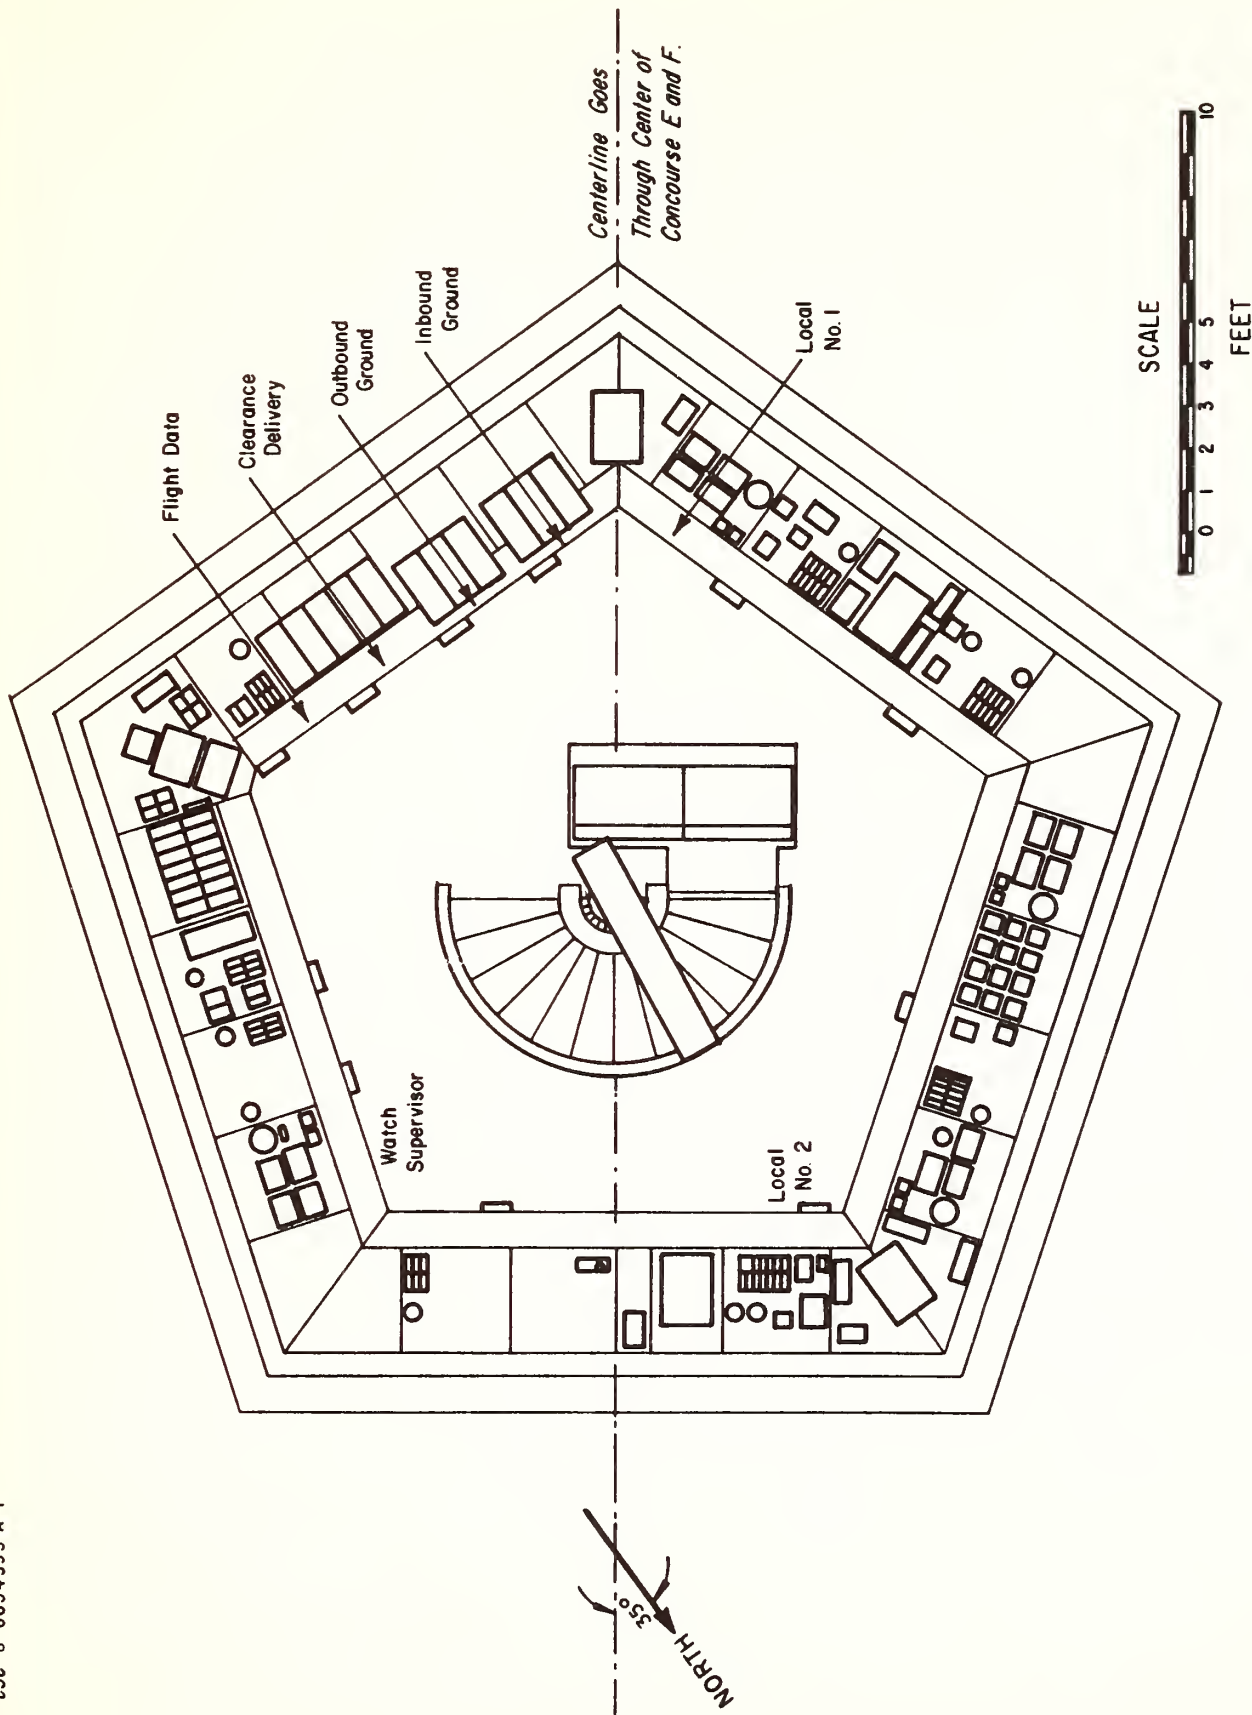 Centerline Goes
Through Center of
Concourse E and F.
Flight Data
Clearance
Delivery
Outbound
Ground
Inbound
Ground
Local
No. 1
Watch
Supervisor
Local
No. 2
35°
NORTH
SCALE
0 1 2 3 4 5 10
FEET